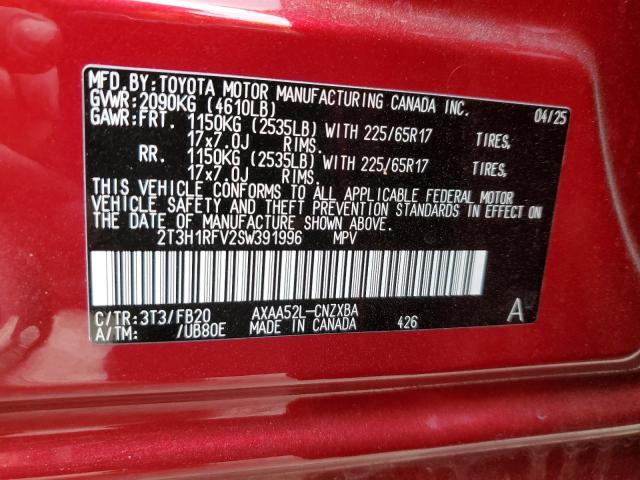 MFD.BY:TOYOTA MOTOR MANUFACTURING CANADA INC.
GVWR:2090KG (4610LB) 04/25
GAWR:FRT. 1150KG (2535LB) WITH 225/65R17 TIRES,
17x7.0J RIMS.
RR. 1150KG (2535LB) WITH 225/65R17 TIRES,
17x7.0J RIMS.
THIS VEHICLE CONFORMS TO ALL APPLICABLE FEDERAL MOTOR
VEHICLE SAFETY AND THEFT PREVENTION STANDARDS IN EFFECT ON
THE DATE OF MANUFACTURE SHOWN ABOVE.
2T3H1RFV2SW391996 MPV
C/TR:3T3/FB20 AXAA52L-CNZXBA A
A/TM: /UB80E MADE IN CANADA 426